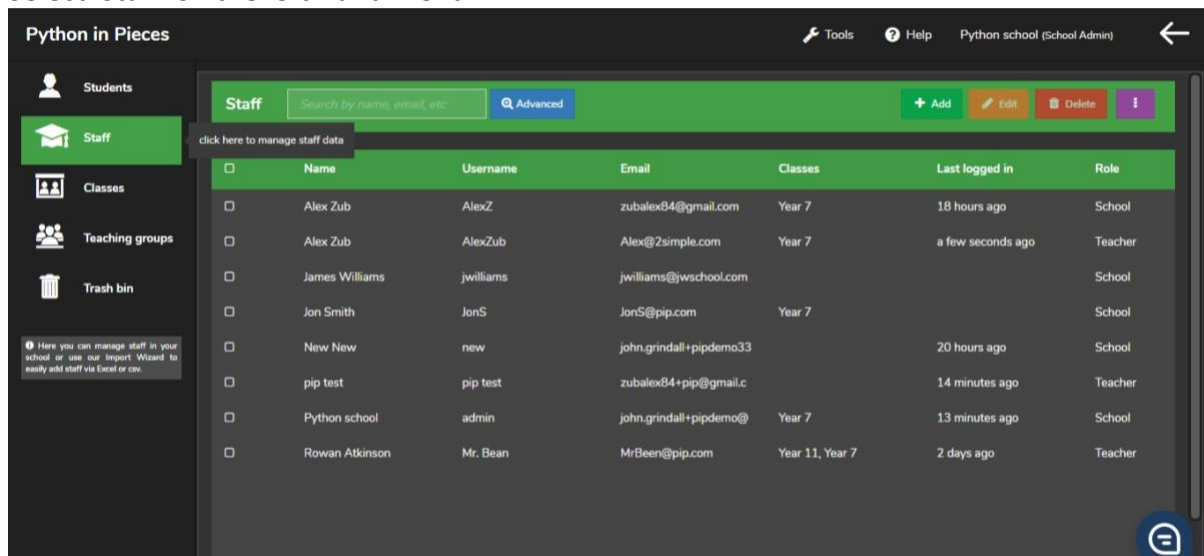 Python in Pieces
Tools
Help
Python school (School Admin)
Students
Staff
Classes
Teaching groups
Trash bin
Here you can manage staff in your
school or use our Import Wizard to
easily add staff via Excel or csv.
Staff
Search by name, email, etc
Advanced
Add
Edit
Delete
click here to manage staff data
Name Username Email Classes Last logged in Role
Alex Zub AlexZ zubalex84@gmail.com Year 7 18 hours ago School
Alex Zub AlexZub Alex@2simple.com Year 7 a few seconds ago Teacher
James Williams jwilliams jwilliams@jwschool.com School
Jon Smith JonS JonS@pip.com Year 7 School
New New new john.grindall+pipdemo33 20 hours ago School
pip test pip test zubalex84+pip@gmail.c 14 minutes ago Teacher
Python school admin john.grindall+pipdemo@ Year 7 13 minutes ago School
Rowan Atkinson Mr. Bean MrBeen@pip.com Year 11, Year 7 2 days ago Teacher